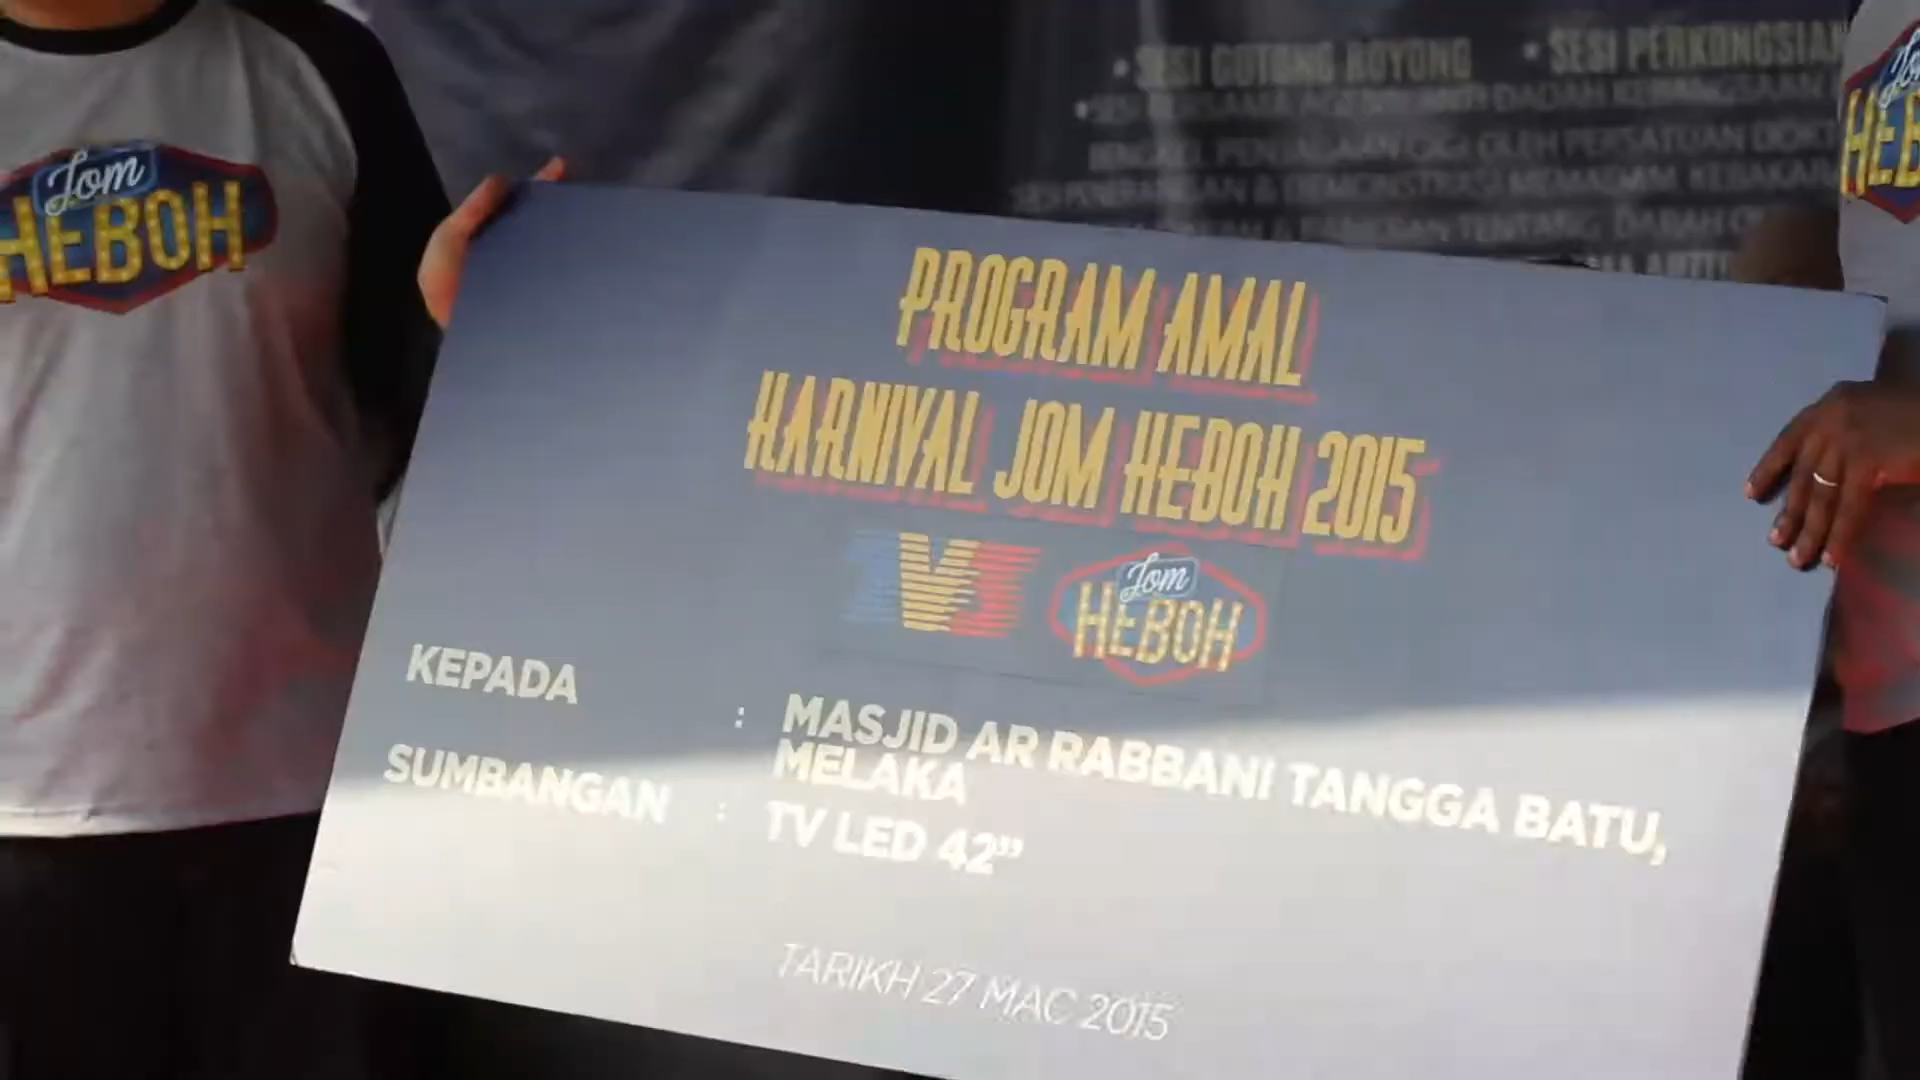 Jom
HEBOH
• SESI GOTONG ROYONG
• SESI PERKONGSIAN
PROGRAM AMAL
KARNIVAL JOM HEBOH 2015
TV3
Jom
HEBOH
KEPADA : MASJID AR RABBANI TANGGA BATU,
MELAKA
SUMBANGAN : TV LED 42”
TARIKH 27 MAC 2015